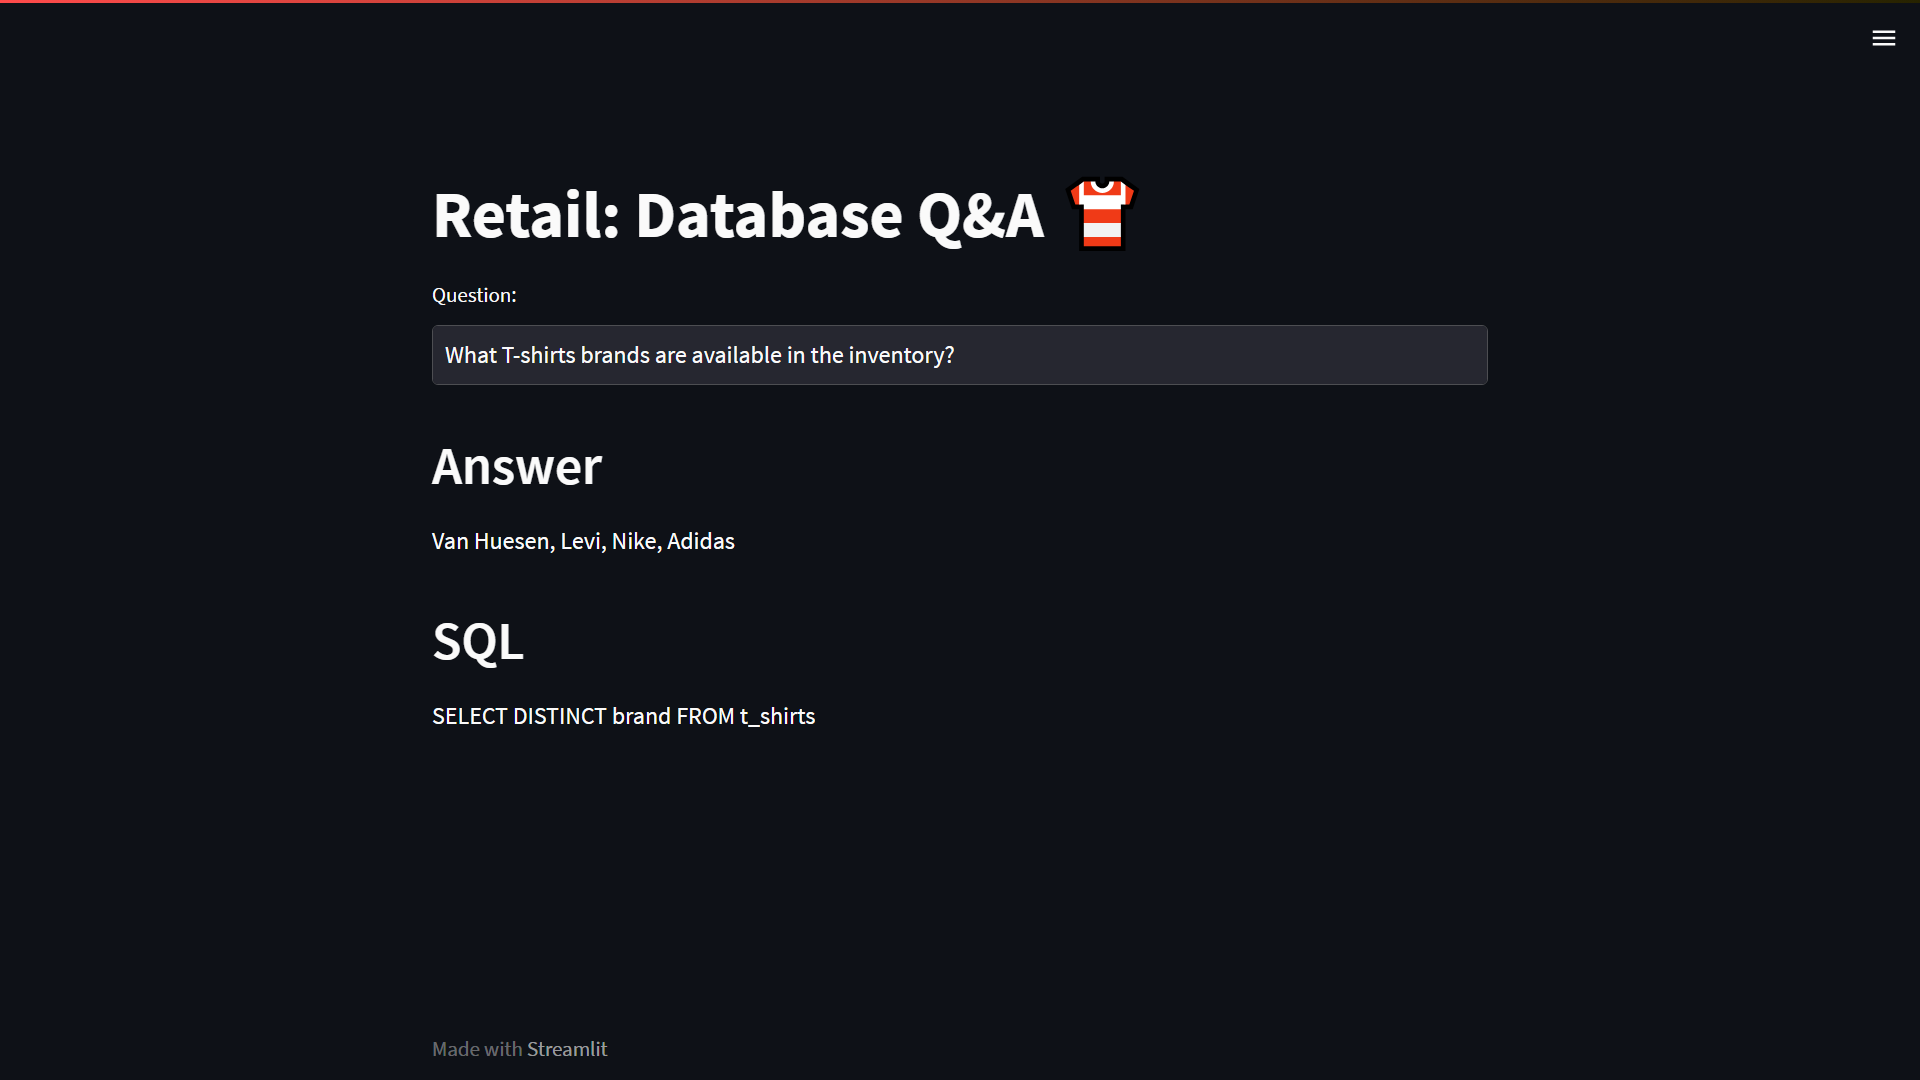 Retail: Database Q&A
Question:
What T-shirts brands are available in the inventory?
Answer
Van Huesen, Levi, Nike, Adidas
SQL
SELECT DISTINCT brand FROM t_shirts
Made with Streamlit